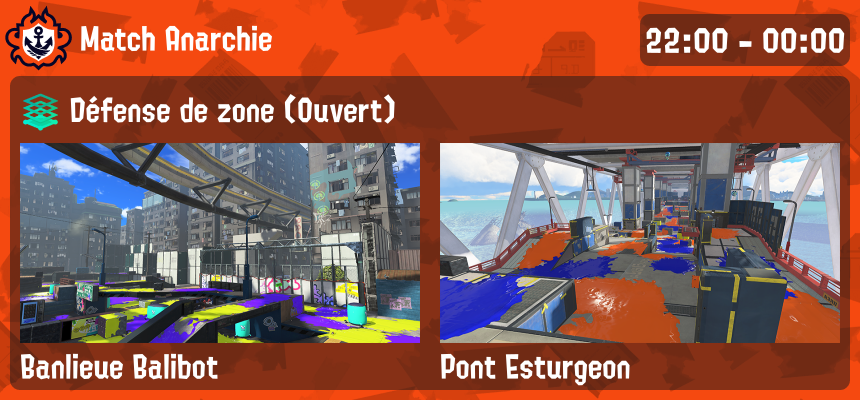 Match Anarchie
22:00 - 00:00
Défense de zone (Ouvert)
Banlieue Balibot
Pont Esturgeon